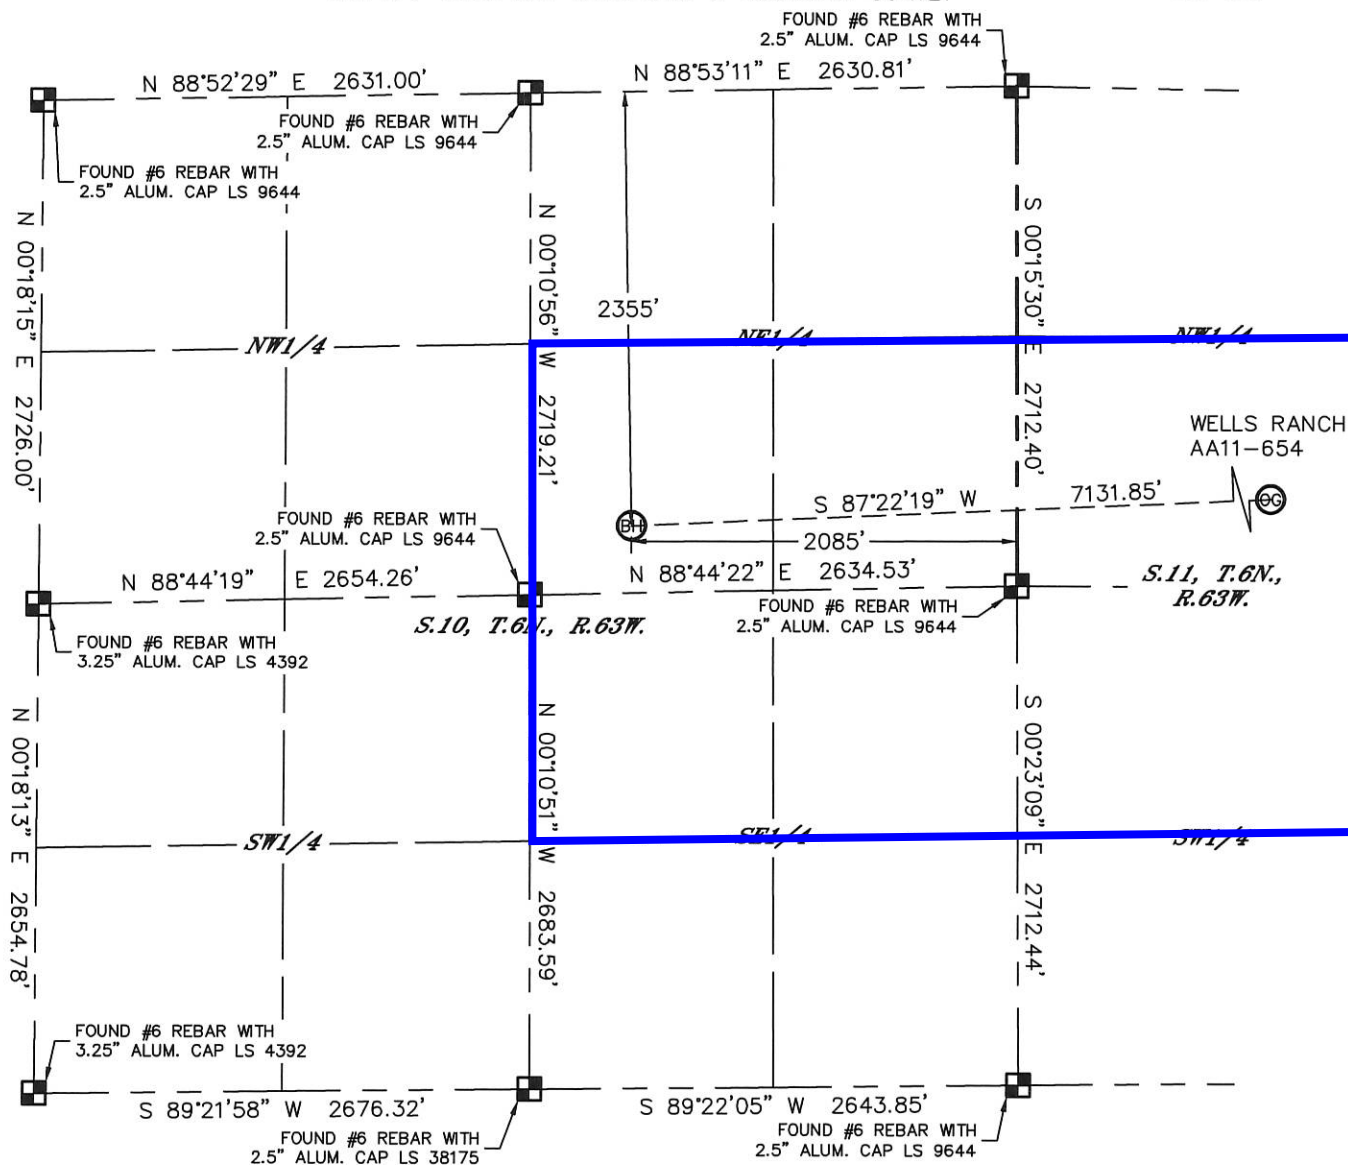 FOUND #6 REBAR WITH
2.5" ALUM. CAP LS 9644
N 88°52'29" E 2631.00'
N 88°53'11" E 2630.81'
FOUND #6 REBAR WITH
2.5" ALUM. CAP LS 9644
FOUND #6 REBAR WITH
2.5" ALUM. CAP LS 9644
N 00°18'15" E 2726.00'
N 00°10'56" W 2719.21'
S 00°15'30" E 2712.40'
2355'
NW1/4
NE1/4
NW1/4
WELLS RANCH
AA11-654
S 87°22'19" W 7131.85'
OG
BH
2085'
FOUND #6 REBAR WITH
2.5" ALUM. CAP LS 9644
N 88°44'19" E 2654.26'
N 88°44'22" E 2634.53'
S.11, T.6N.,
R.63W.
FOUND #6 REBAR WITH
2.5" ALUM. CAP LS 9644
S.10, T.6N., R.63W.
FOUND #6 REBAR WITH
3.25" ALUM. CAP LS 4392
N 00°18'13" E 2654.78'
N 00°10'51" W 2683.59'
S 00°23'09" E 2712.44'
SW1/4
SE1/4
SW1/4
FOUND #6 REBAR WITH
3.25" ALUM. CAP LS 4392
S 89°21'58" W 2676.32'
S 89°22'05" W 2643.85'
FOUND #6 REBAR WITH
2.5" ALUM. CAP LS 38175
FOUND #6 REBAR WITH
2.5" ALUM. CAP LS 9644